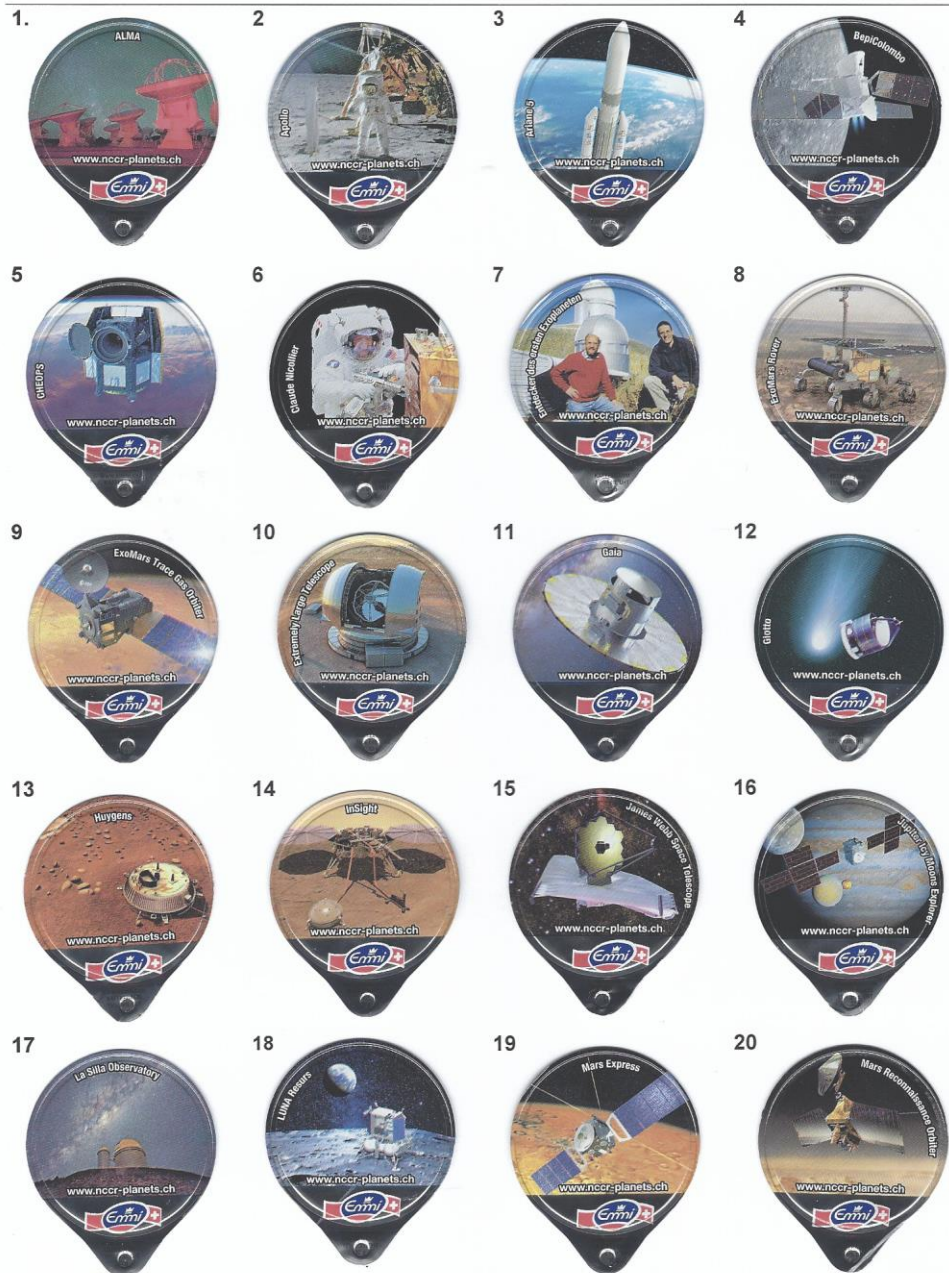 1.
ALMA
www.nccr-planets.ch
Emmi
2
Apollo
www.nccr-planets.ch
Emmi
3
Ariane 5
www.nccr-planets.ch
Emmi
4
BepiColombo
www.nccr-planets.ch
Emmi
5
CHEOPS
www.nccr-planets.ch
Emmi
6
Claude Nicollier
www.nccr-planets.ch
Emmi
7
Entdecker des ersten Exoplaneten
www.nccr-planets.ch
Emmi
8
ExoMars Rover
www.nccr-planets.ch
Emmi
9
ExoMars Trace Gas Orbiter
www.nccr-planets.ch
Emmi
10
Extremely Large Telescope
www.nccr-planets.ch
Emmi
11
Gaia
www.nccr-planets.ch
Emmi
12
Giotto
www.nccr-planets.ch
Emmi
13
Huygens
www.nccr-planets.ch
Emmi
14
InSight
www.nccr-planets.ch
Emmi
15
James Webb Space Telescope
www.nccr-planets.ch
Emmi
16
Jupiter Icy Moons Explorer
www.nccr-planets.ch
Emmi
17
La Silla Observatory
www.nccr-planets.ch
Emmi
18
LUNA Resurs
www.nccr-planets.ch
Emmi
19
Mars Express
www.nccr-planets.ch
Emmi
20
Mars Reconnaissance Orbiter
www.nccr-planets.ch
Emmi